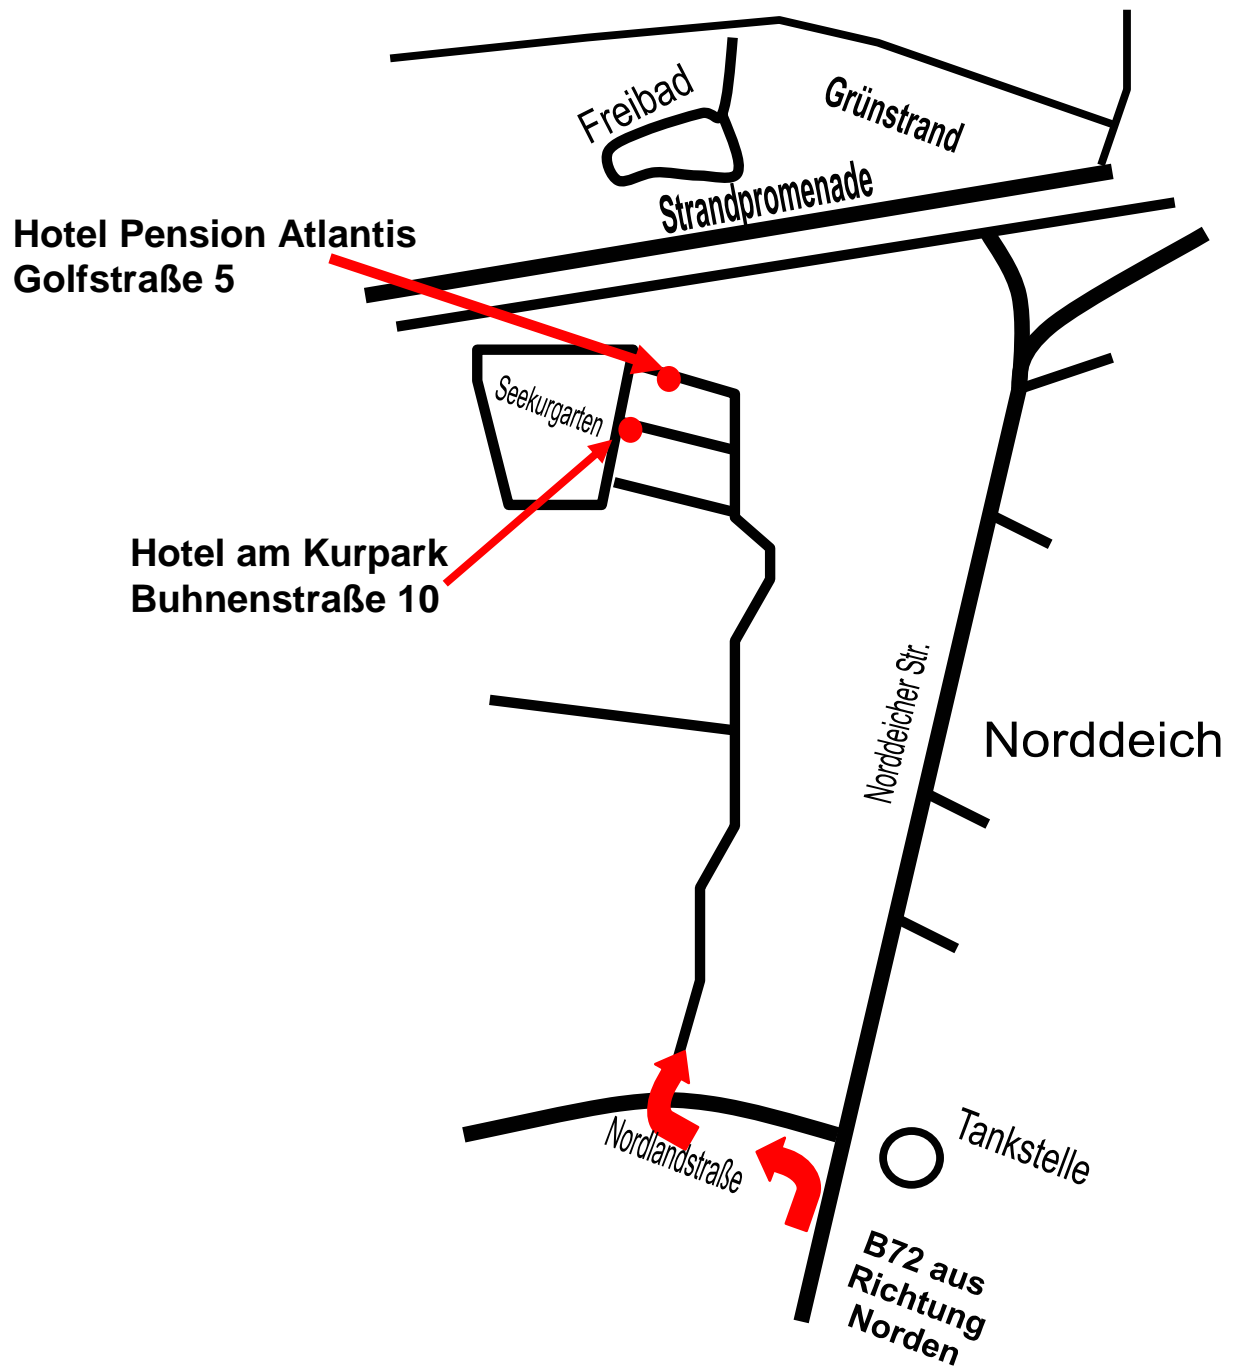 Freibad
Grünstrand
Strandpromenade
Hotel Pension Atlantis
Golfstraße 5
Seekurgarten
Hotel am Kurpark
Buhnenstraße 10
Norddeicher Str.
Norddeich
Nordlandstraße
Tankstelle
B72 aus
Richtung
Norden